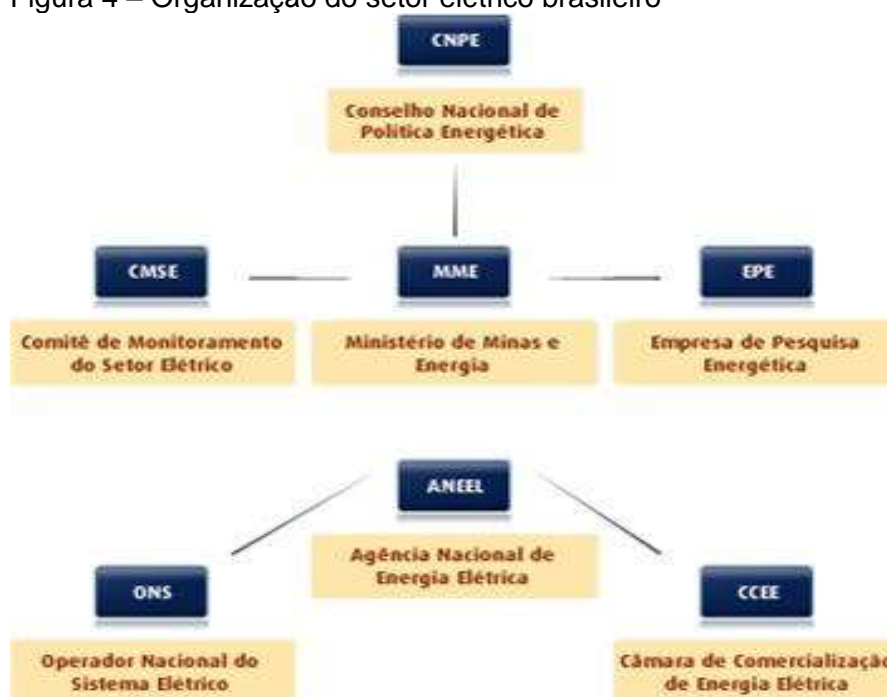 Figura 4 – Organização do setor elétrico brasileiro
CNPE
Conselho Nacional de
Política Energética
CMSE
MME
EPE
Comitê de Monitoramento
do Setor Elétrico
Ministério de Minas e
Energia
Empresa de Pesquisa
Energética
ANEEL
Agência Nacional de
Energia Elétrica
ONS
CCEE
Operador Nacional do
Sistema Elétrico
Câmara de Comercialização
de Energia Elétrica